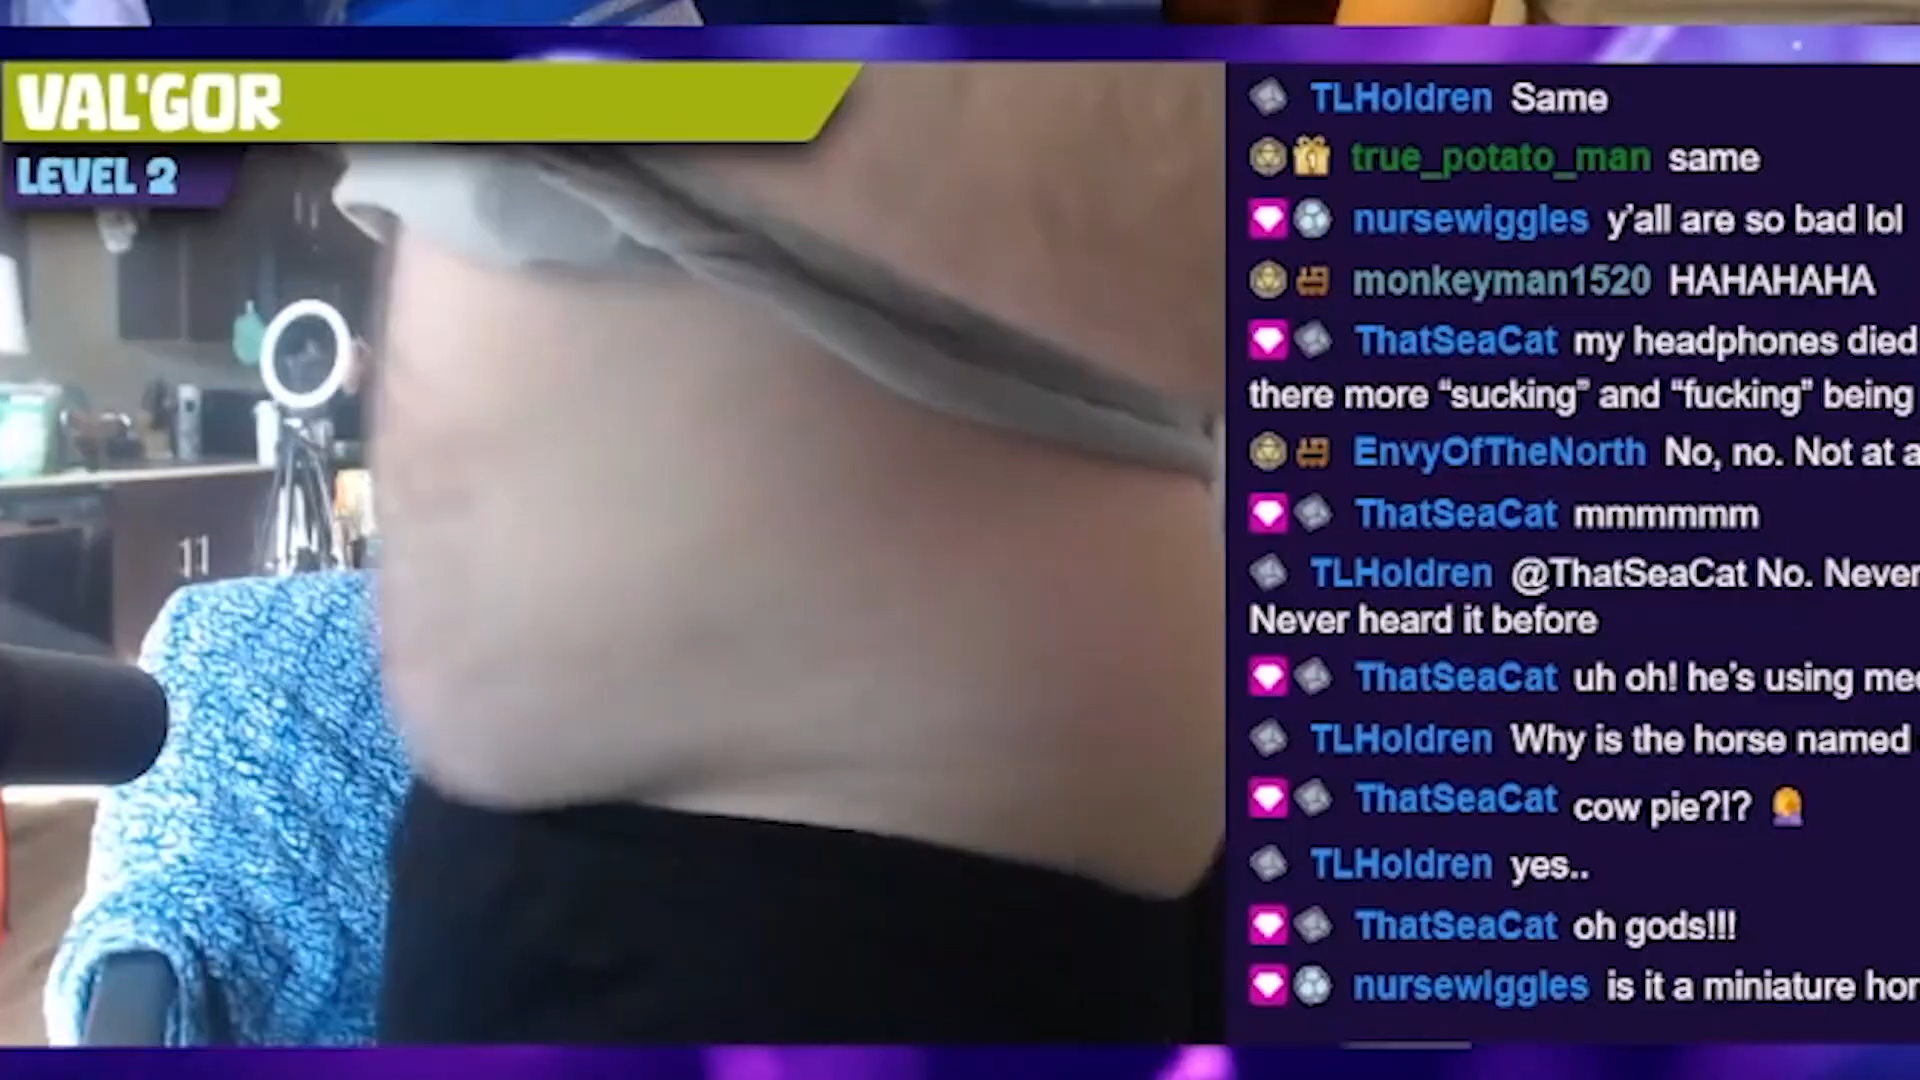 VAL'GOR
LEVEL 2
TLHoldren Same
true_potato_man same
nursewiggles y'all are so bad lol
monkeyman1520 HAHAHAHA
ThatSeaCat my headphones died
there more “sucking” and “fucking” being
EnvyOfTheNorth No, no. Not at
ThatSeaCat mmmmmm
TLHoldren @ThatSeaCat No. Never
Never heard it before
ThatSeaCat uh oh! he's using
TLHoldren Why is the horse named
ThatSeaCat cow pie?!?
TLHoldren yes..
ThatSeaCat oh gods!!!
nursewiggles is it a miniature